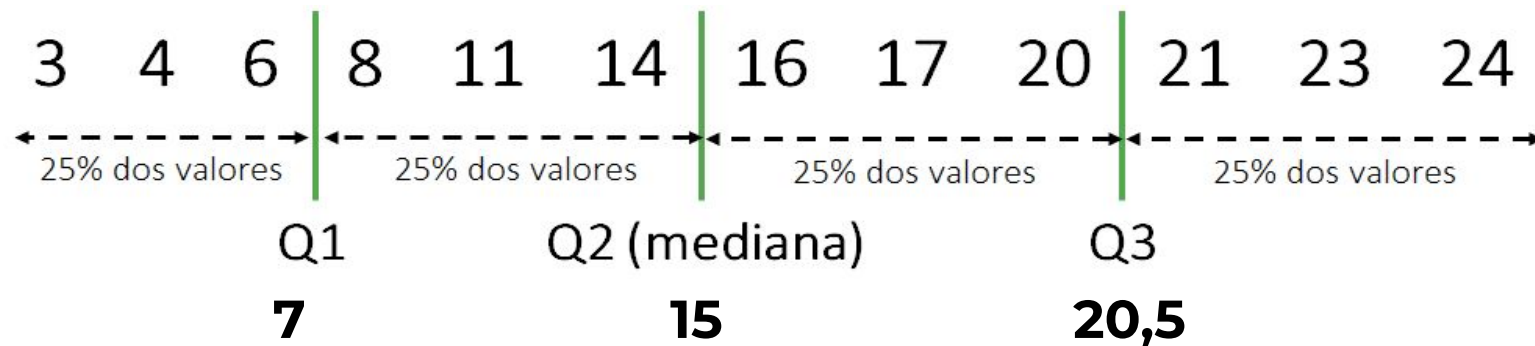 3 4 6 8 11 14 16 17 20 21 23 24
25% dos valores 25% dos valores 25% dos valores 25% dos valores
Q1 Q2 (mediana) Q3
7 15 20,5